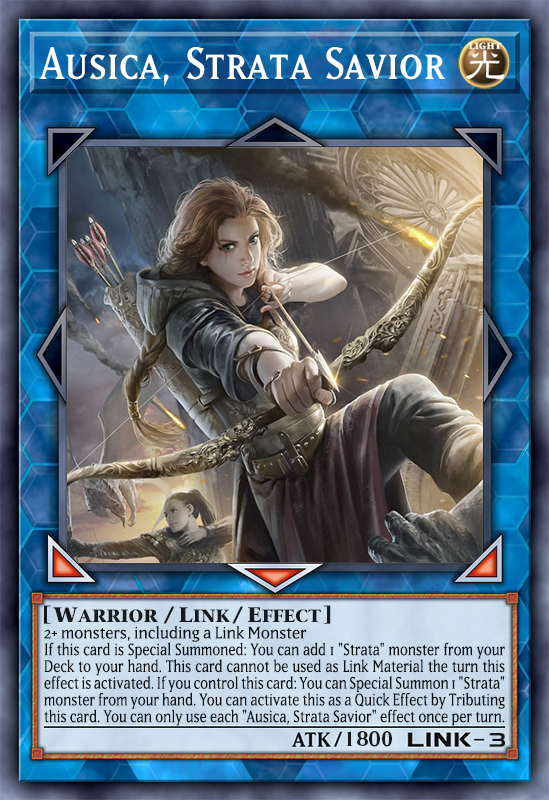 Ausica, Strata Savior
LIGHT
光
[Warrior / Link / Effect]
2+ monsters, including a Link Monster
If this card is Special Summoned: You can add 1 "Strata" monster from your
Deck to your hand. This card cannot be used as Link Material the turn this
effect is activated. If you control this card: You can Special Summon 1 "Strata"
monster from your hand. You can activate this as a Quick Effect by Tributing
this card. You can only use each "Ausica, Strata Savior" effect once per turn.
ATK/1800 LINK-3